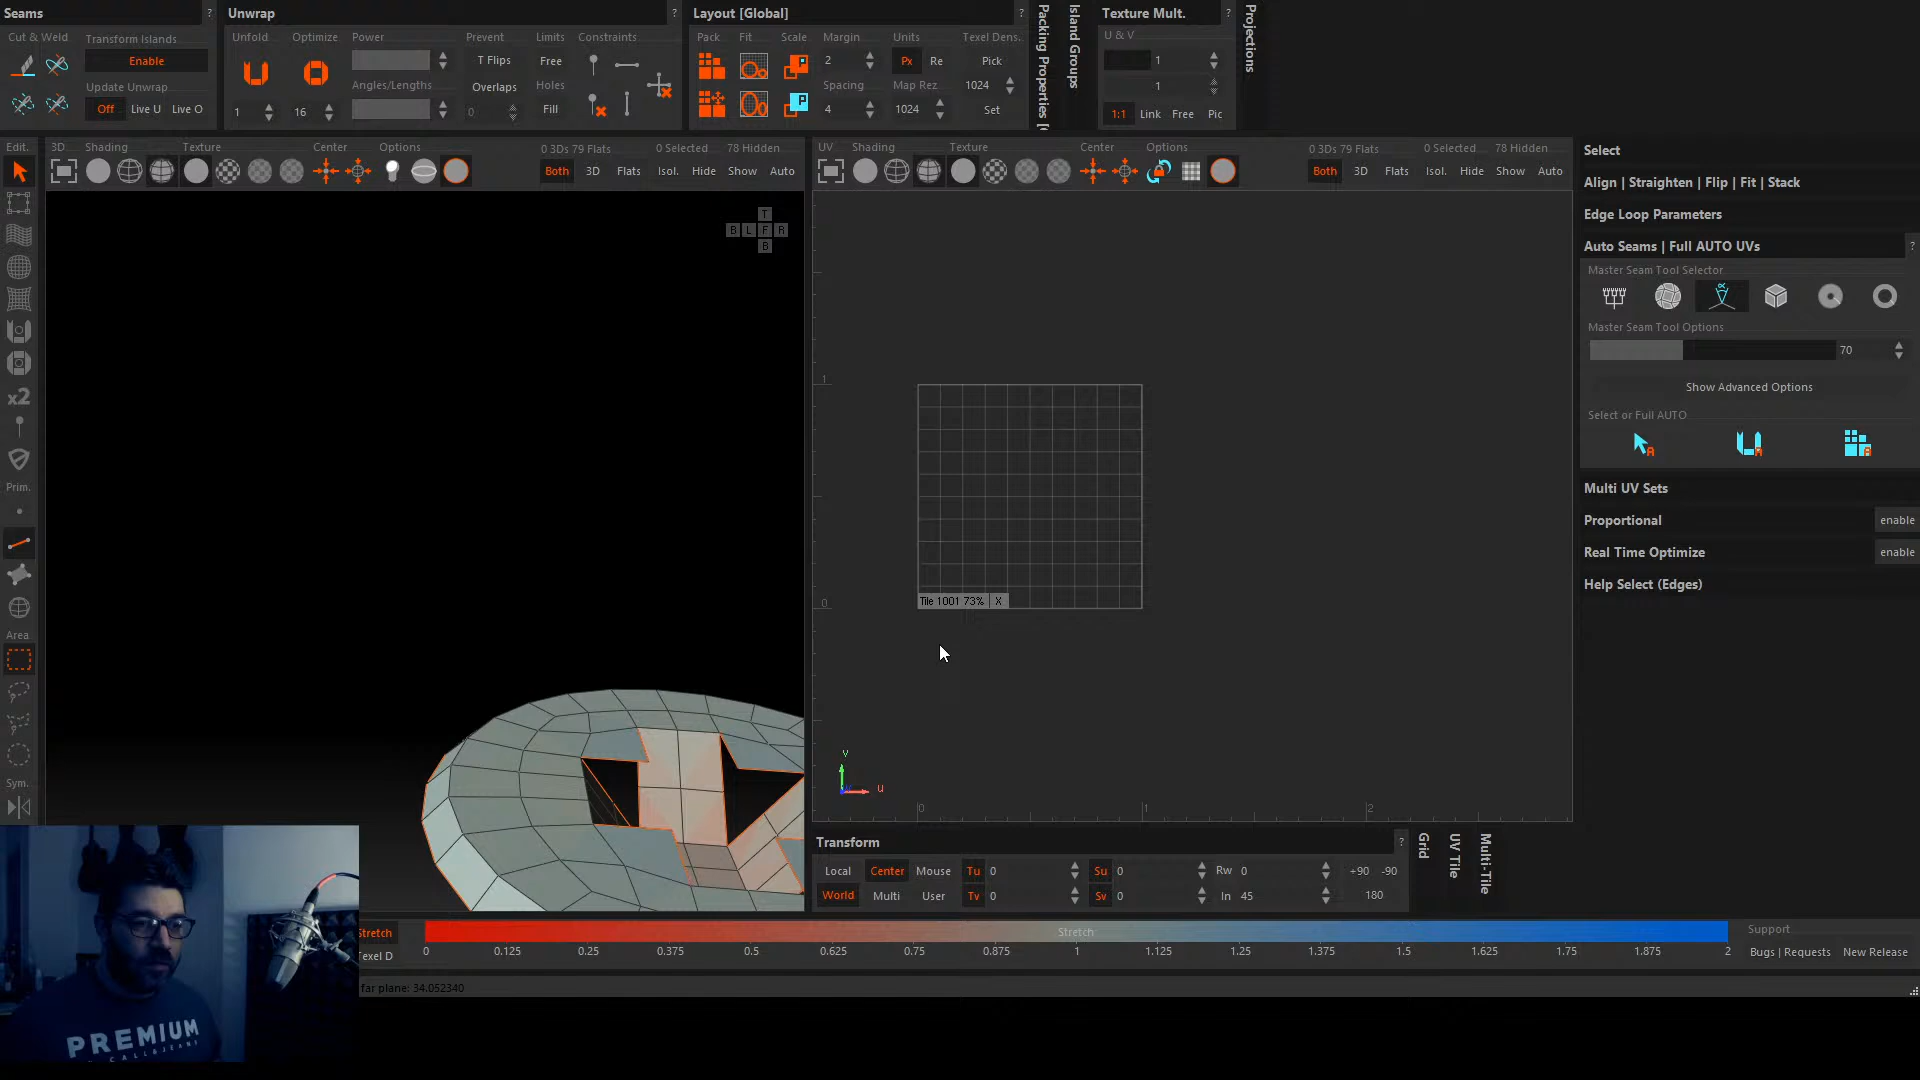 Seams ? Unwrap ? Layout [Global] ? Texture Mult. ?
Packing Properties [
Island Groups
Projections
Cut & Weld Transform Islands Unfold Optimize Power Prevent Limits Constraints Pack Fit Scale Margin Units Texel Dens. U & V
Enable T Flips Free 2 Px Re Pick 1
Update Unwrap Angles/Lengths Overlaps Holes Spacing Map Rez 1024 1
Off Live U Live O 1 16 0 Fill 4 1024 Set 1:1 Link Free Pic
Edit. 3D Shading Texture Center Options 0 3Ds 79 Flats 0 Selected 78 Hidden
Both 3D Flats Isol. Hide Show Auto
UV Shading Texture Center Options 0 3Ds 79 Flats 0 Selected 78 Hidden
Both 3D Flats Isol. Hide Show Auto
T
B L F R
B
x2
Prim.
Area
Sym.
1
0
Tile 1001 73% X
V
U
0 1 2
Select
Align | Straighten | Flip | Fit | Stack
Edge Loop Parameters
Auto Seams | Full AUTO UVs ?
Master Seam Tool Selector
Master Seam Tool Options
70
Show Advanced Options
Select or Full AUTO
Multi UV Sets
Proportional enable
Real Time Optimize enable
Help Select (Edges)
Transform ?
Local Center Mouse Tu 0 Su 0 Rw 0 +90 -90
World Multi User Tv 0 Sv 0 In 45 180
Grid
UV Tile
Multi-Tile
Stretch Stretch Support
Texel D 0 0.125 0.25 0.375 0.5 0.625 0.75 0.875 1 1.125 1.25 1.375 1.5 1.625 1.75 1.875 2 Bugs | Requests New Release
far plane: 34.052340
PREMIUM